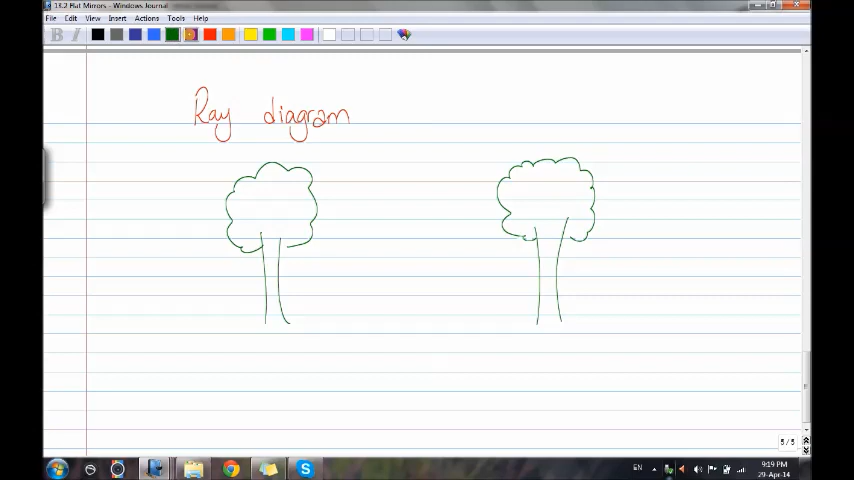 13.2 Flat Mirrors - Windows Journal
File Edit View Insert Actions Tools Help
B I
Ray diagram
5/5
EN
9:19 PM
29-Apr-14